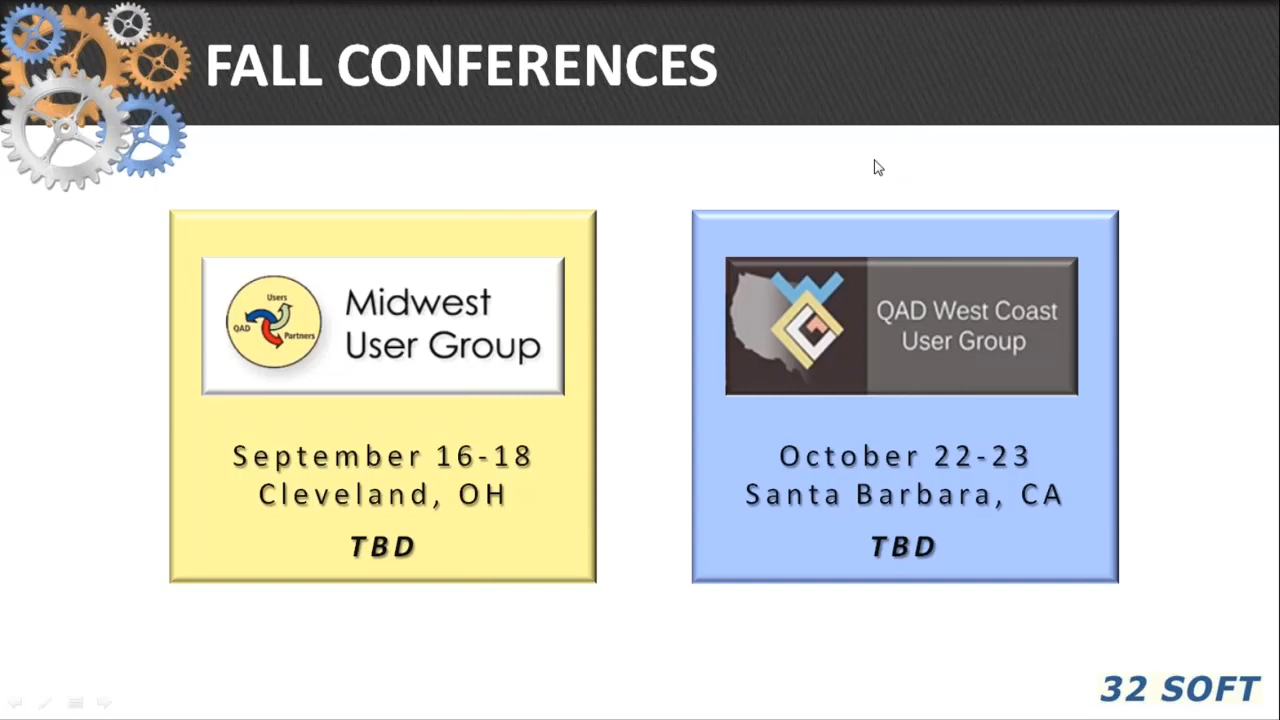 FALL CONFERENCES
Users
QAD
Partners
Midwest
User Group
September 16-18
Cleveland, OH
TBD
QAD West Coast
User Group
October 22-23
Santa Barbara, CA
TBD
32 SOFT